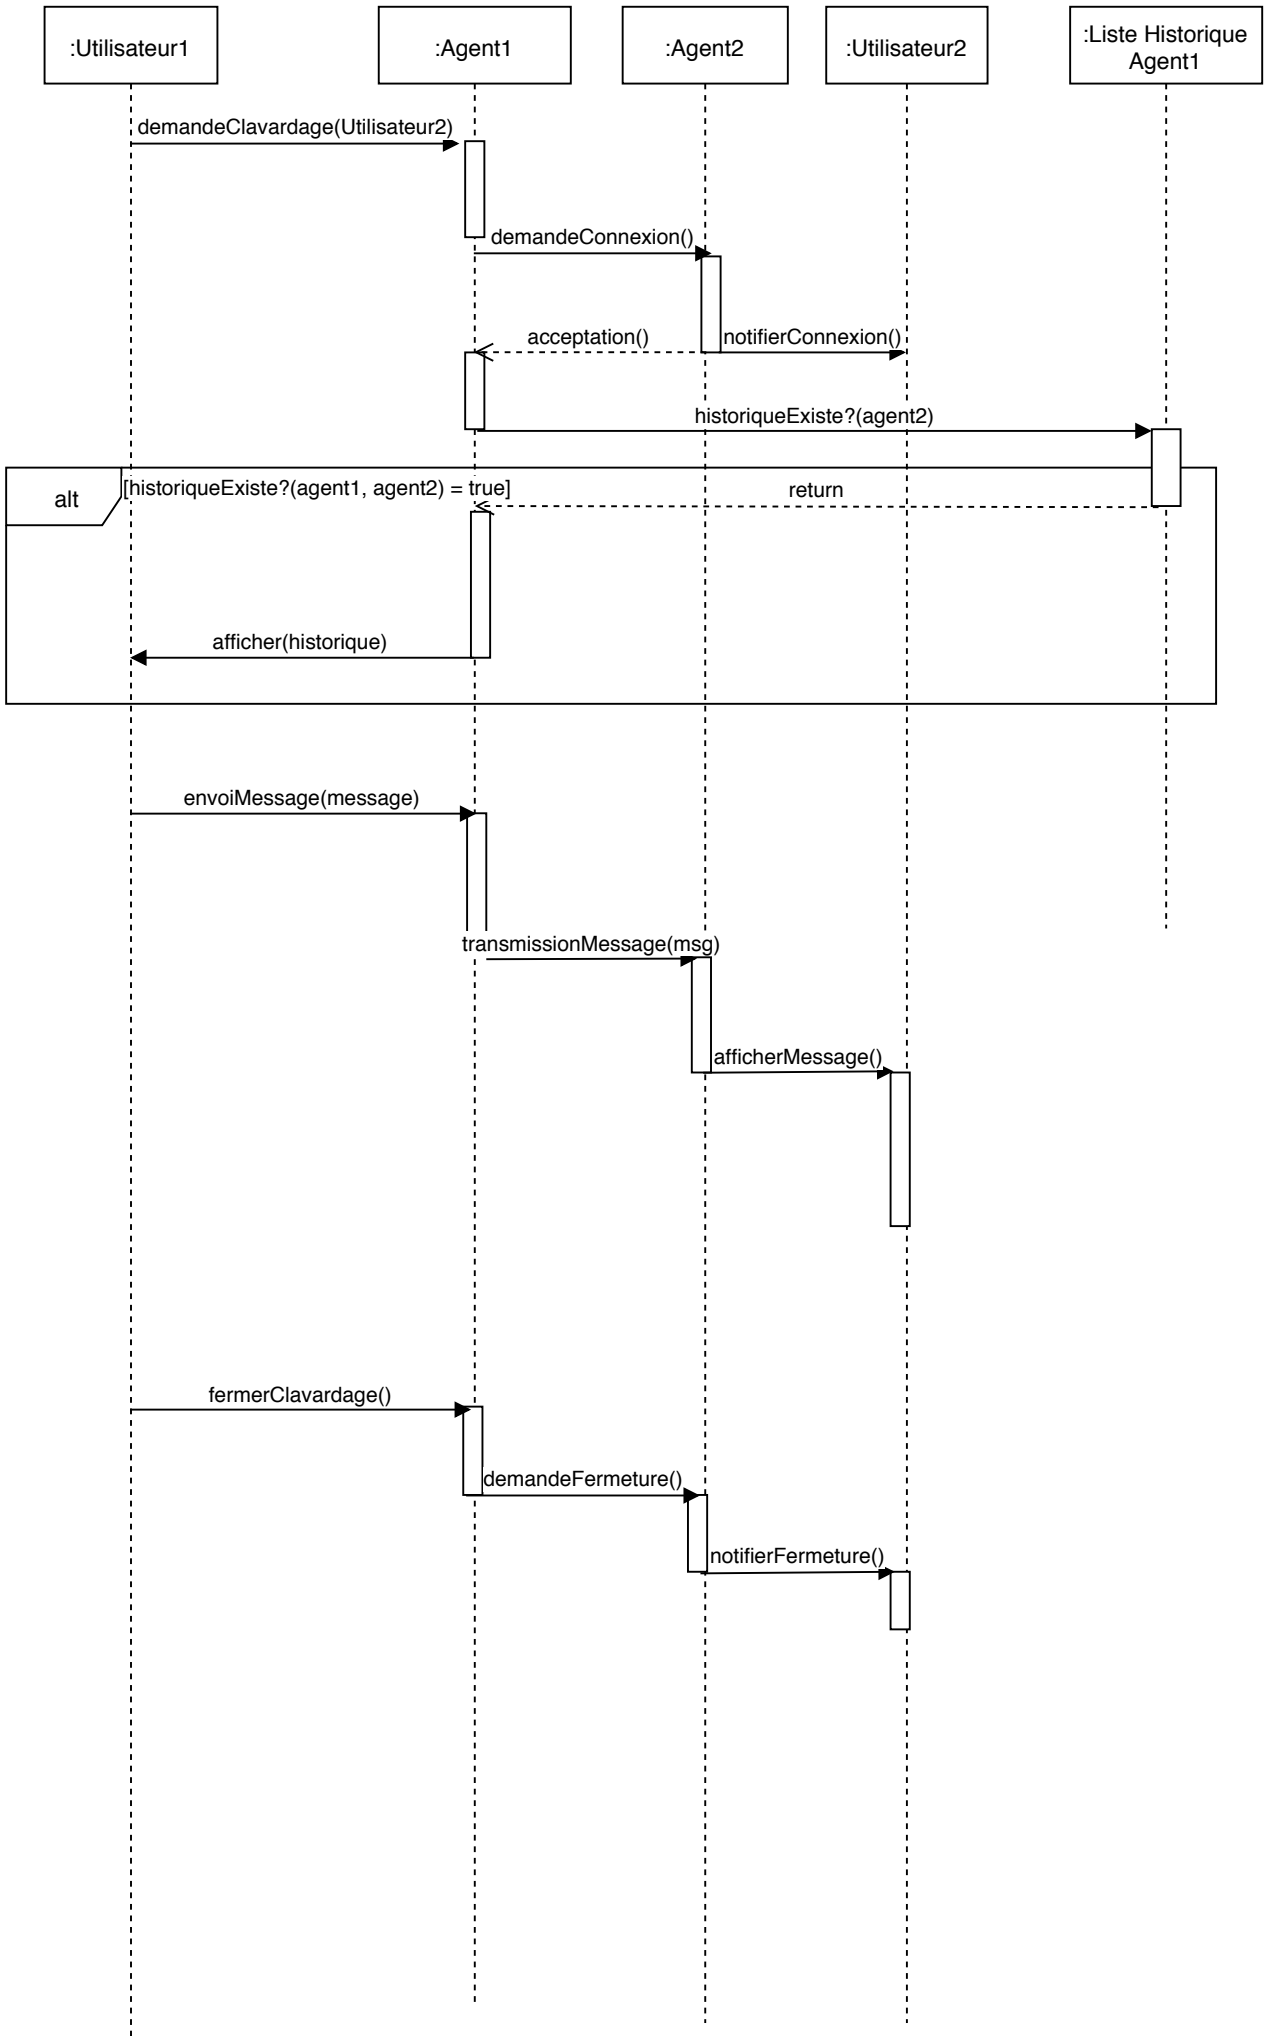 :Utilisateur1
:Agent1
:Agent2
:Utilisateur2
:Liste Historique
Agent1
demandeClavardage(Utilisateur2)
demandeConnexion()
acceptation()
notifierConnexion()
historiqueExiste?(agent2)
alt
[historiqueExiste?(agent1, agent2) = true]
return
afficher(historique)
envoiMessage(message)
transmissionMessage(msg)
afficherMessage()
fermerClavardage()
demandeFermeture()
notifierFermeture()